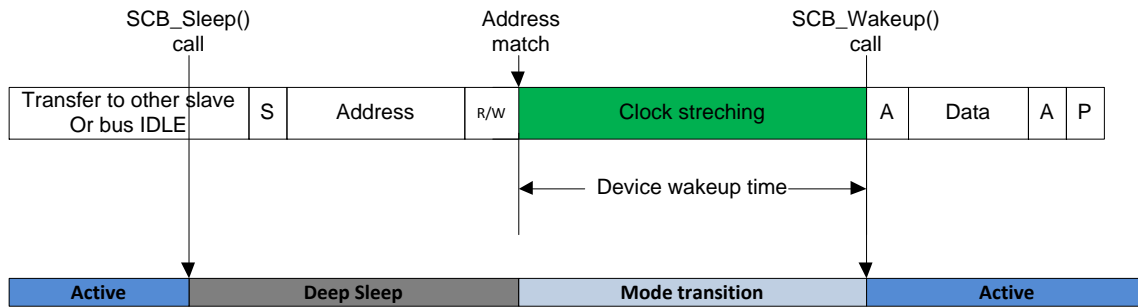 SCB_Sleep()
call
Address
match
SCB_Wakeup()
call
Transfer to other slave
Or bus IDLE
S
Address
R/W
Clock streching
A
Data
A
P
Device wakeup time
Active
Deep Sleep
Mode transition
Active